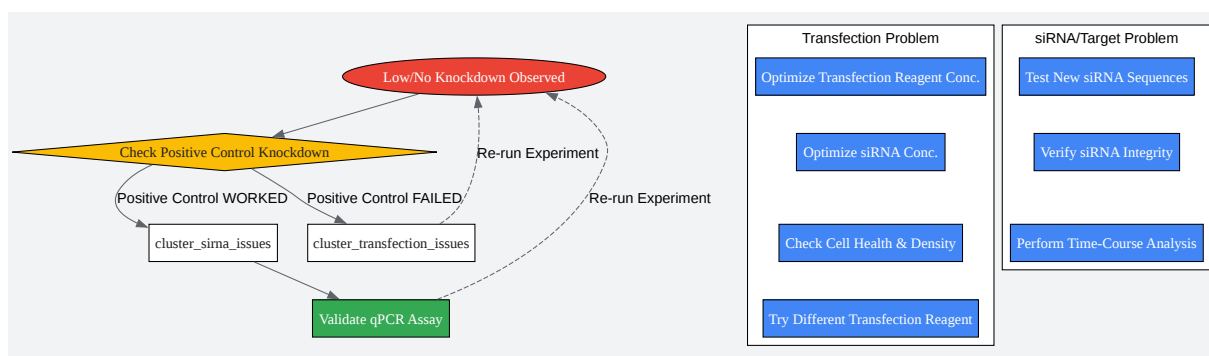 Low/No Knockdown Observed
Check Positive Control Knockdown
Re-run Experiment
Positive Control WORKED
Positive Control FAILED
Re-run Experiment
cluster_sirna_issues
cluster_transfection_issues
Validate qPCR Assay
Transfection Problem
Optimize Transfection Reagent Conc.
Optimize siRNA Conc.
Check Cell Health & Density
Try Different Transfection Reagent
siRNA/Target Problem
Test New siRNA Sequences
Verify siRNA Integrity
Perform Time-Course Analysis